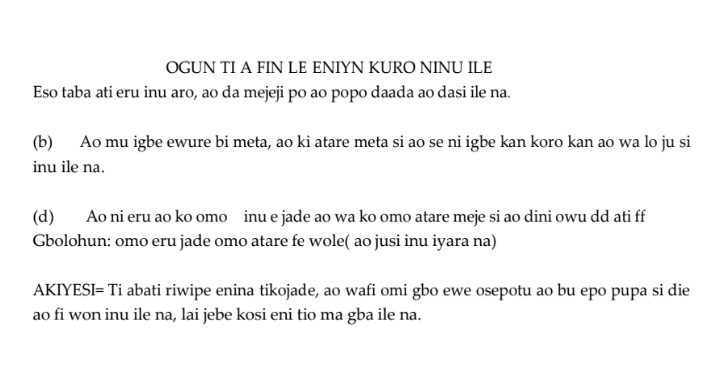 OGUN TI A FIN LE ENIYN KURO NINU ILE
Eso taba ati eru inu aro, ao da mejeji po ao popo daada ao dasi ile na.
(b) Ao mu igbe ewure bi meta, ao ki atare meta si ao se ni igbe kan koro kan ao wa lo ju si
inu ile na.
(d) Ao ni eru ao ko omo inu e jade ao wa ko omo atare meje si ao dini owu dd ati ff
Gbolohun: omo eru jade omo atare fe wole( ao jusi inu iyara na)
AKIYESI= Ti abati riwipe enina tikojade, ao wafi omi gbo ewe osepotu ao bu epo pupa si die
ao fi won inu ile na, lai jebe kosi eni tio ma gba ile na.